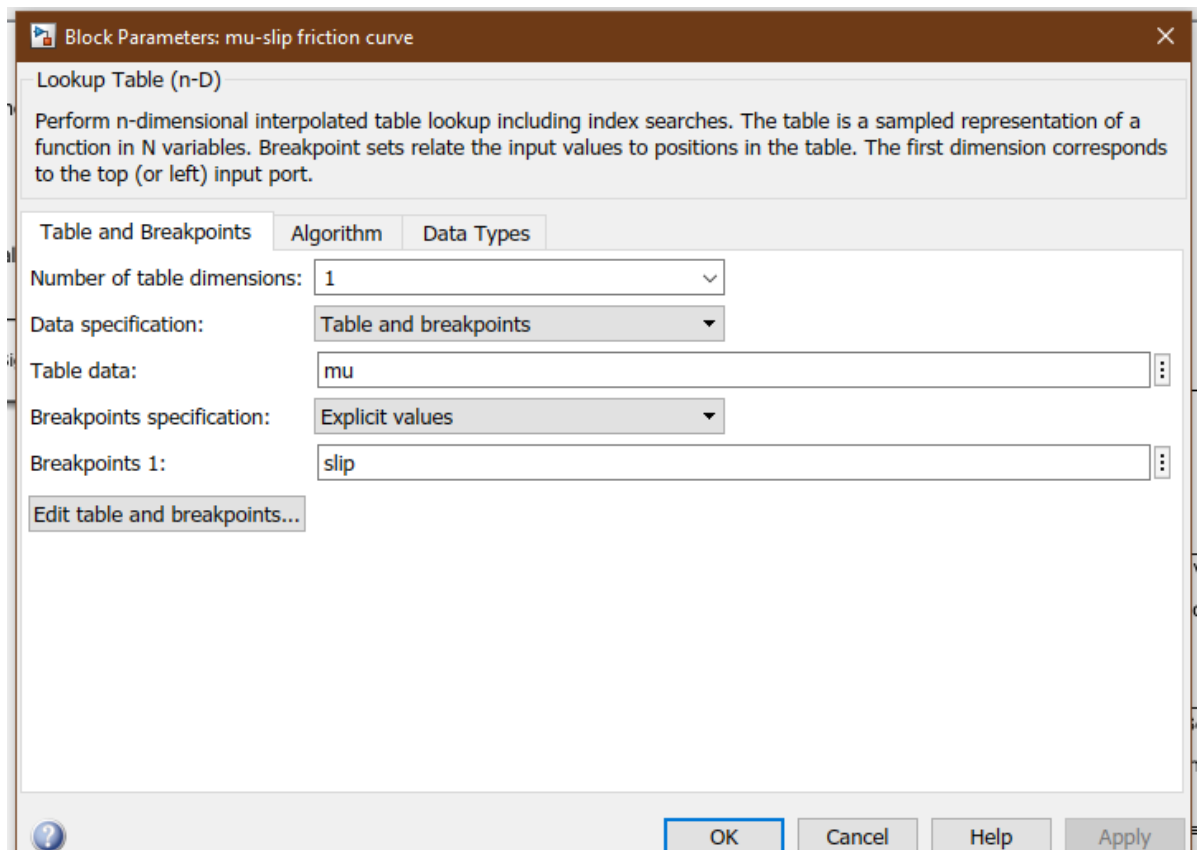 Block Parameters: mu-slip friction curve
Lookup Table (n-D)
Perform n-dimensional interpolated table lookup including index searches. The table is a sampled representation of a
function in N variables. Breakpoint sets relate the input values to positions in the table. The first dimension corresponds
to the top (or left) input port.
Table and Breakpoints Algorithm Data Types
Number of table dimensions: 1
Data specification: Table and breakpoints
Table data: mu
Breakpoints specification: Explicit values
Breakpoints 1: slip
Edit table and breakpoints...
OK Cancel Help Apply